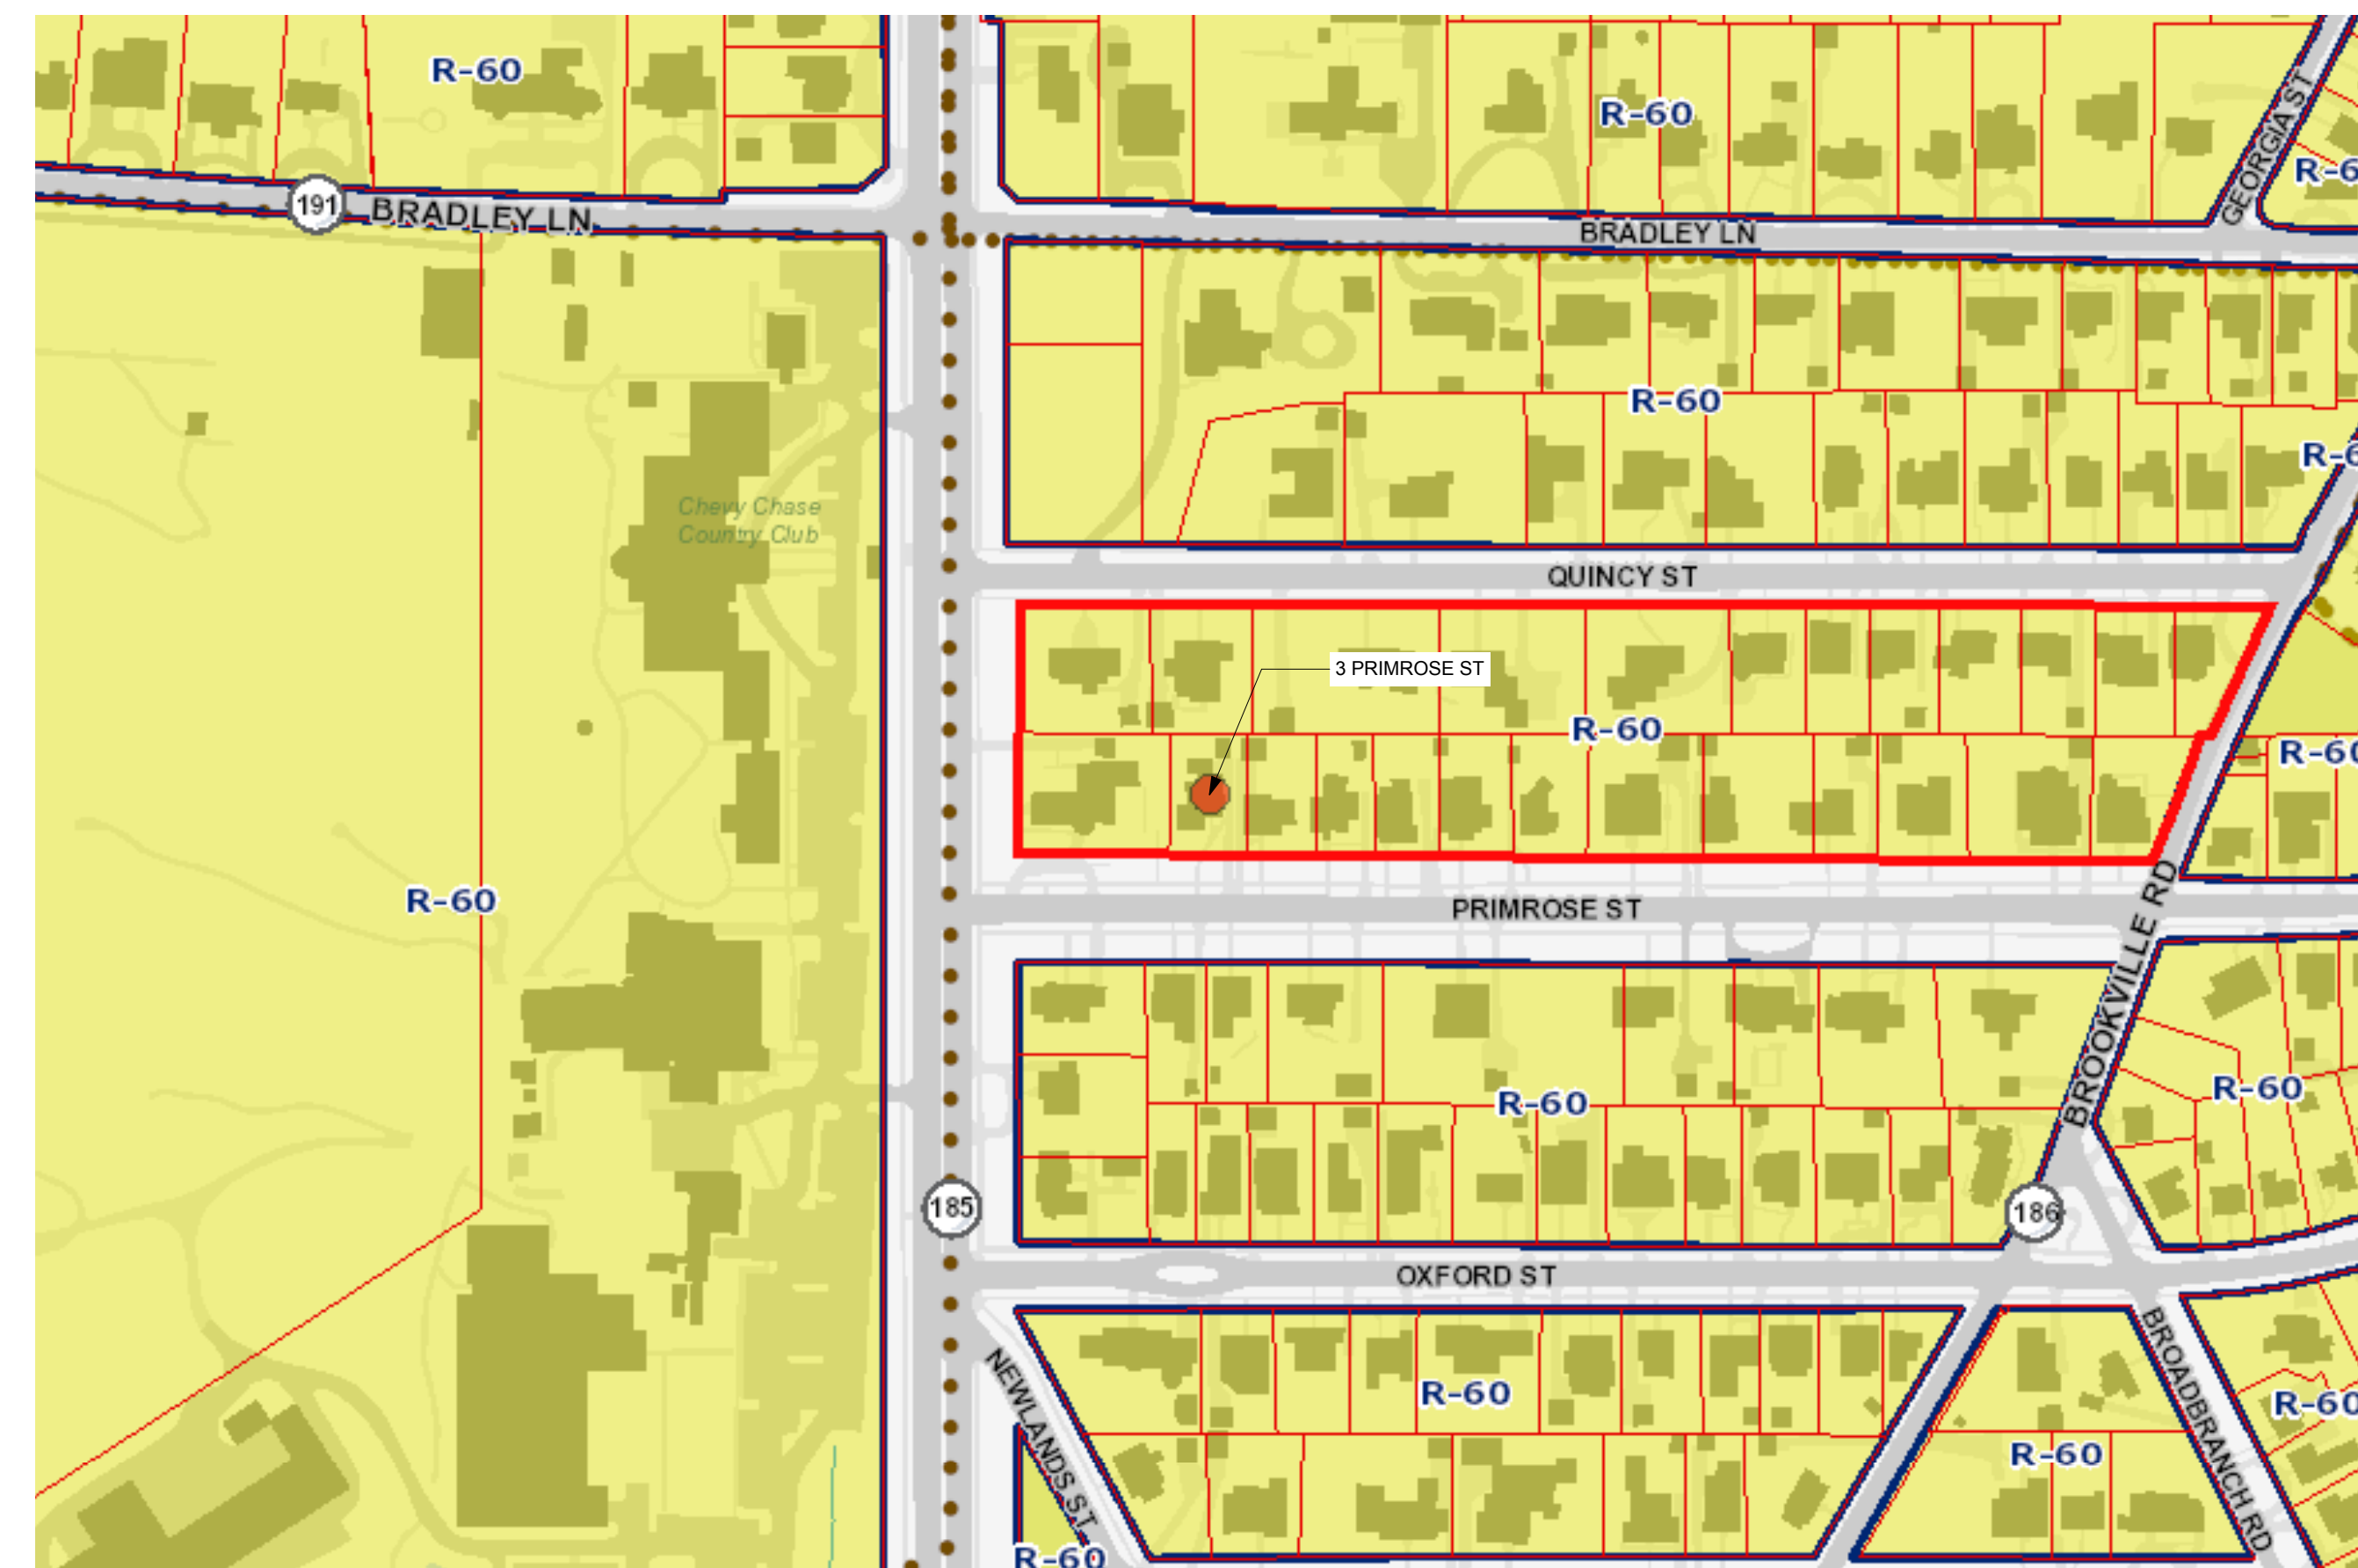 R-60
R-60
GEORGIA ST
R-6
191
BRADLEY LN
BRADLEY LN
R-60
R-6
Chevy Chase
Country Club
QUINCY ST
3 PRIMROSE ST
R-60
R-60
R-60
PRIMROSE ST
BROOKVILLE RD
R-60
R-60
185
186
OXFORD ST
NEWLANDS ST
R-60
BROADBRANCH RD
R-60
R-60
R-60